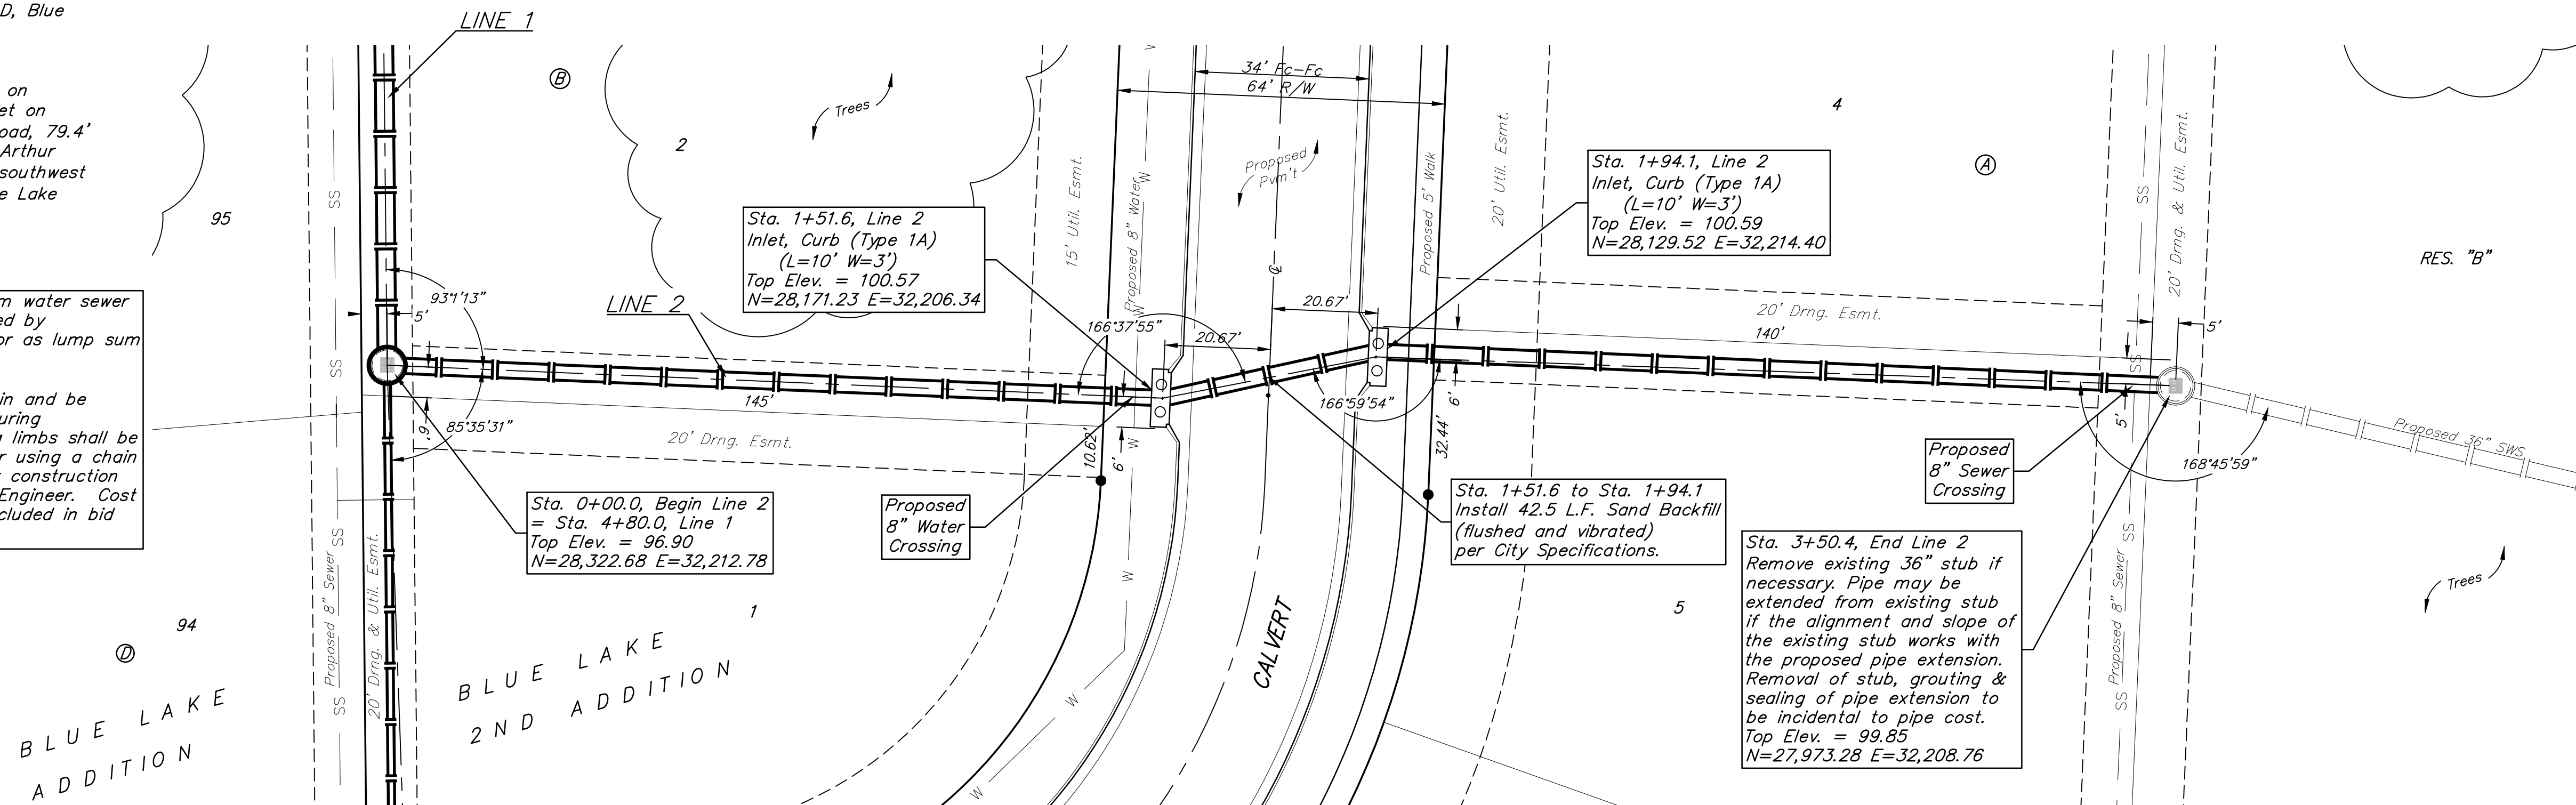 D, Blue
on
et on
oad, 79.4'
Arthur
southwest
e Lake
m water sewer
ed by
or as lump sum
in and be
uring
g limbs shall be
r using a chain
construction
Engineer. Cost
cluded in bid
95
94
D
BLUE LAKE
ADDITION
LINE 1
B
Trees
2
LINE 2
93°1'13"
5'
85°35'31"
6'
SS
SS
SS
SS
Proposed 8" Sewer
20' Drng. & Util. Esmt.
Sta. 1+51.6, Line 2
Inlet, Curb (Type 1A)
(L=10' W=3')
Top Elev. = 100.57
N=28,171.23 E=32,206.34
145'
20' Drng. Esmt.
Sta. 0+00.0, Begin Line 2
= Sta. 4+80.0, Line 1
Top Elev. = 96.90
N=28,322.68 E=32,212.78
1
BLUE LAKE
2ND ADDITION
15' Util. Esmt.
Proposed 8" Water
W
W
W
W
W
W
W
W
34' Fc-Fc
64' R/W
Proposed
Pvm't
166°37'55"
20.67'
20.67'
10.62'
6'
Proposed
8" Water
Crossing
CALVERT
Proposed 5' Walk
20' Util. Esmt.
166°59'54"
32.44'
6'
Sta. 1+94.1, Line 2
Inlet, Curb (Type 1A)
(L=10' W=3')
Top Elev. = 100.59
N=28,129.52 E=32,214.40
Sta. 1+51.6 to Sta. 1+94.1
Install 42.5 L.F. Sand Backfill
(flushed and vibrated)
per City Specifications.
4
A
20' Drng. Esmt.
140'
5
Proposed
8" Sewer
Crossing
Sta. 3+50.4, End Line 2
Remove existing 36" stub if
necessary. Pipe may be
extended from existing stub
if the alignment and slope of
the existing stub works with
the proposed pipe extension.
Removal of stub, grouting &
sealing of pipe extension to
be incidental to pipe cost.
Top Elev. = 99.85
N=27,973.28 E=32,208.76
SS
SS
SS
SS
Proposed 8" Sewer
20' Drng. & Util. Esmt.
5'
5'
168°45'59"
Proposed 36" SWS
RES. "B"
Trees